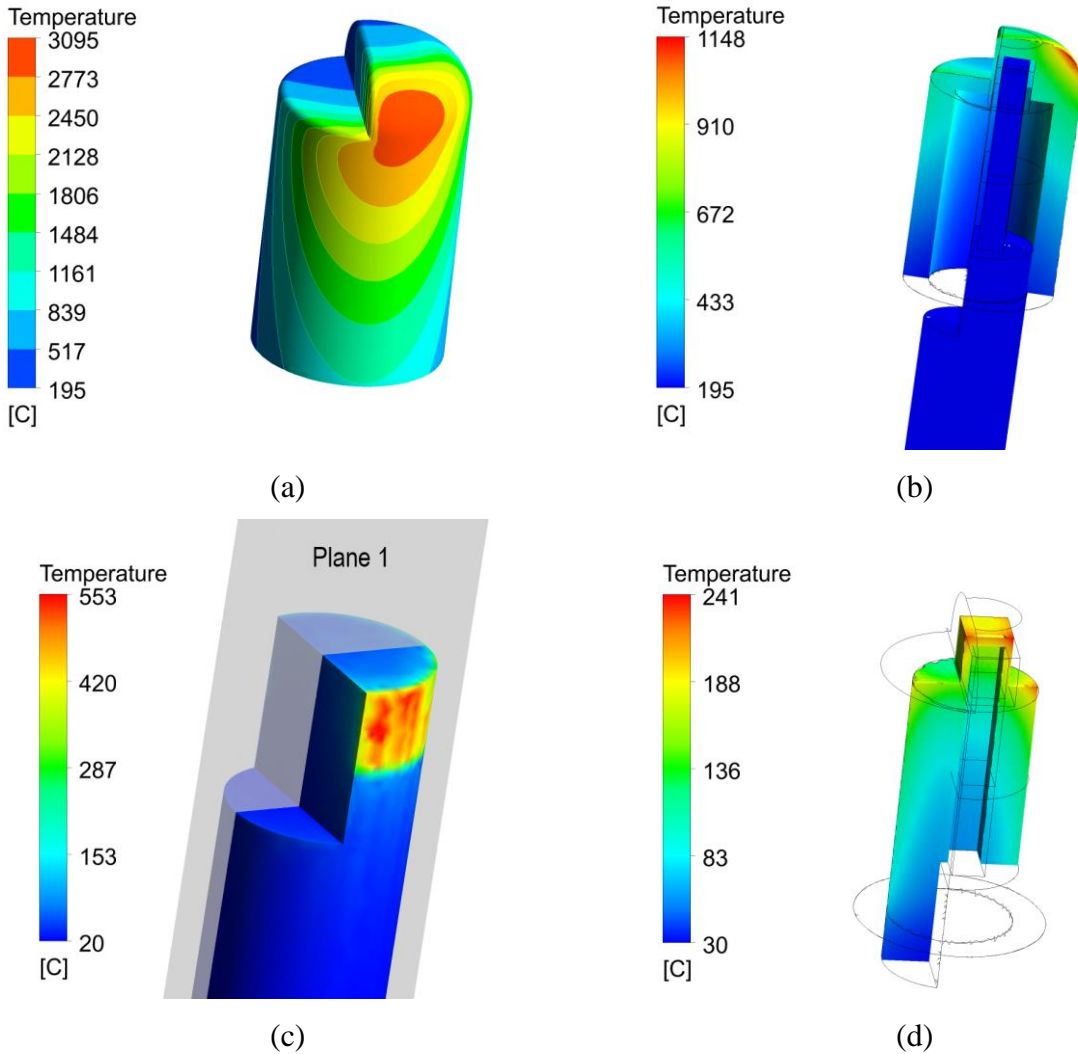 Temperature
3095
2773
2450
2128
1806
1484
1161
839
517
195
[C]
(a)
Temperature
1148
910
672
433
195
[C]
(b)
Temperature
553
420
287
153
20
[C]
Plane 1
(c)
Temperature
241
188
136
83
30
[C]
(d)